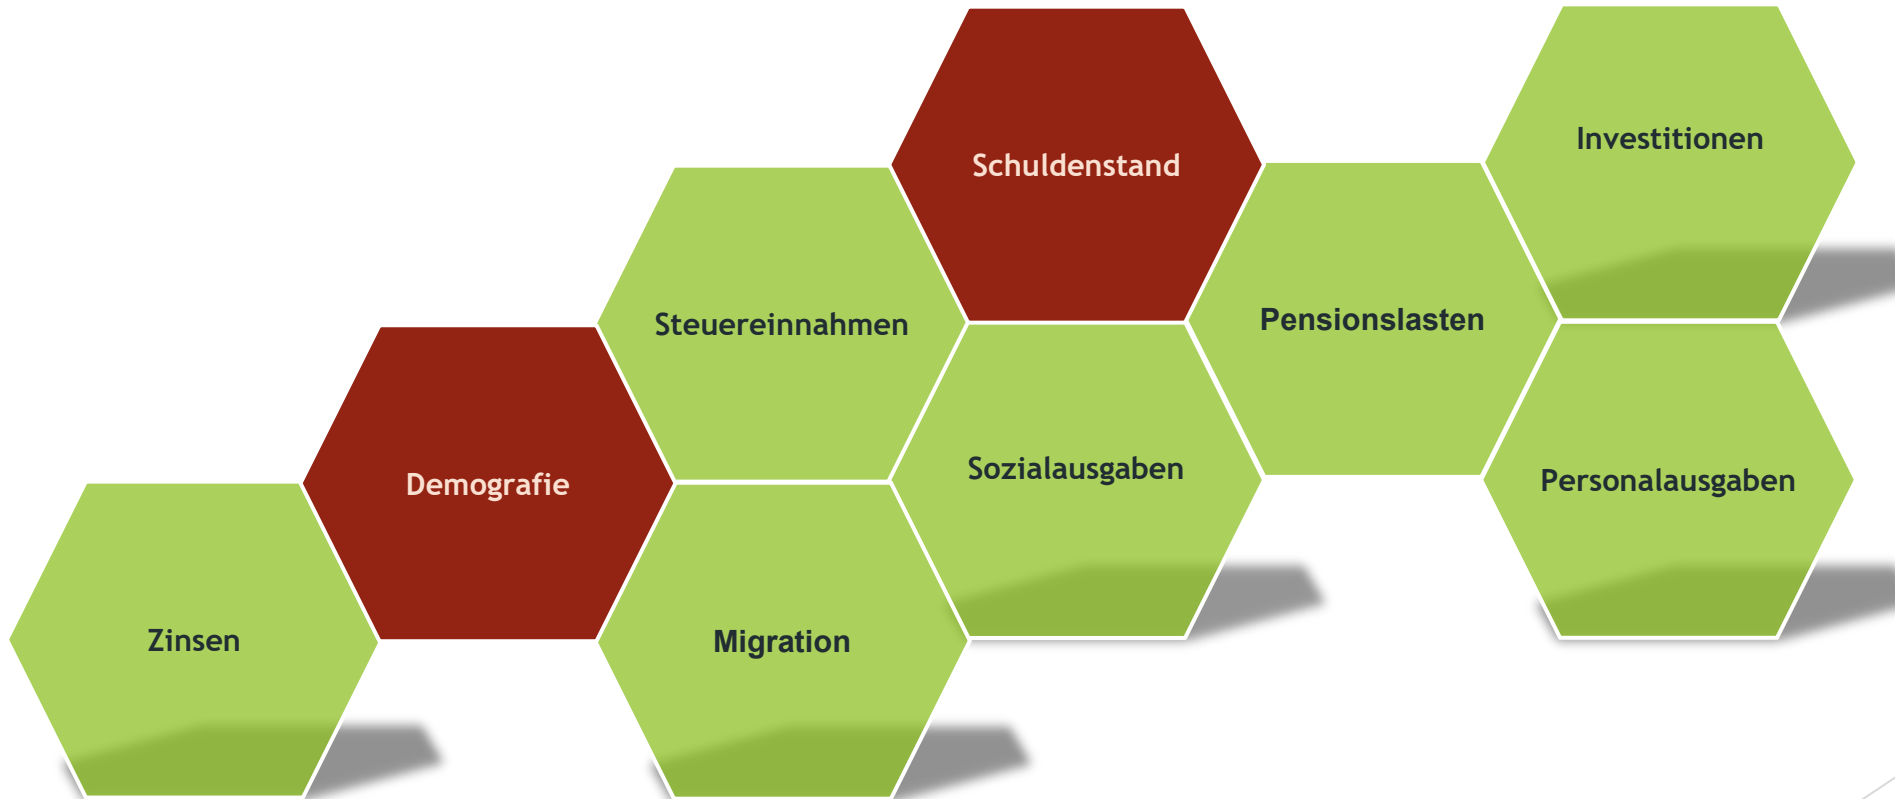 Investitionen
Schuldenstand
Pensionslasten
Steuereinnahmen
Sozialausgaben
Personalausgaben
Demografie
Zinsen
Migration